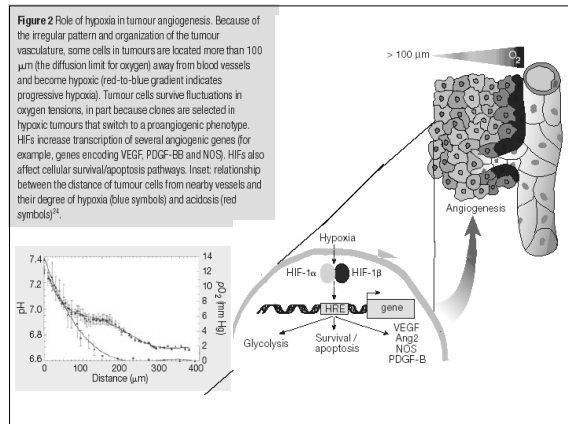 Figure 2 Role of hypoxia in tumour angiogenesis. Because of
the irregular pattern and organization of the tumour
vasculature, some cells in tumours are located more than 100
μm (the diffusion limit for oxygen) away from blood vessels
and become hypoxic (red-to-blue gradient indicates
progressive hypoxia). Tumour cells survive fluctuations in
oxygen tensions, in part because clones are selected in
hypoxic tumours that switch to a proangiogenic phenotype.
HIFs increase transcription of several angiogenic genes (for
example, genes encoding VEGF, PDGF-BB and NOS). HIFs also
affect cellular survival/apoptosis pathways. Inset: relationship
between the distance of tumour cells from nearby vessels and
their degree of hypoxia (blue symbols) and acidosis (red
symbols)24.
> 100 μm
O2
Angiogenesis
Hypoxia
HIF-1α HIF-1β
HRE gene
Glycolysis
Survival /
apoptosis
VEGF
Ang2
NOS
PDGF-B
7.4
7.2
7.0
6.8
6.6
pH
14
12
10
8
6
4
2
0
pO2 (mm Hg)
0 100 200 300 400
Distance (μm)